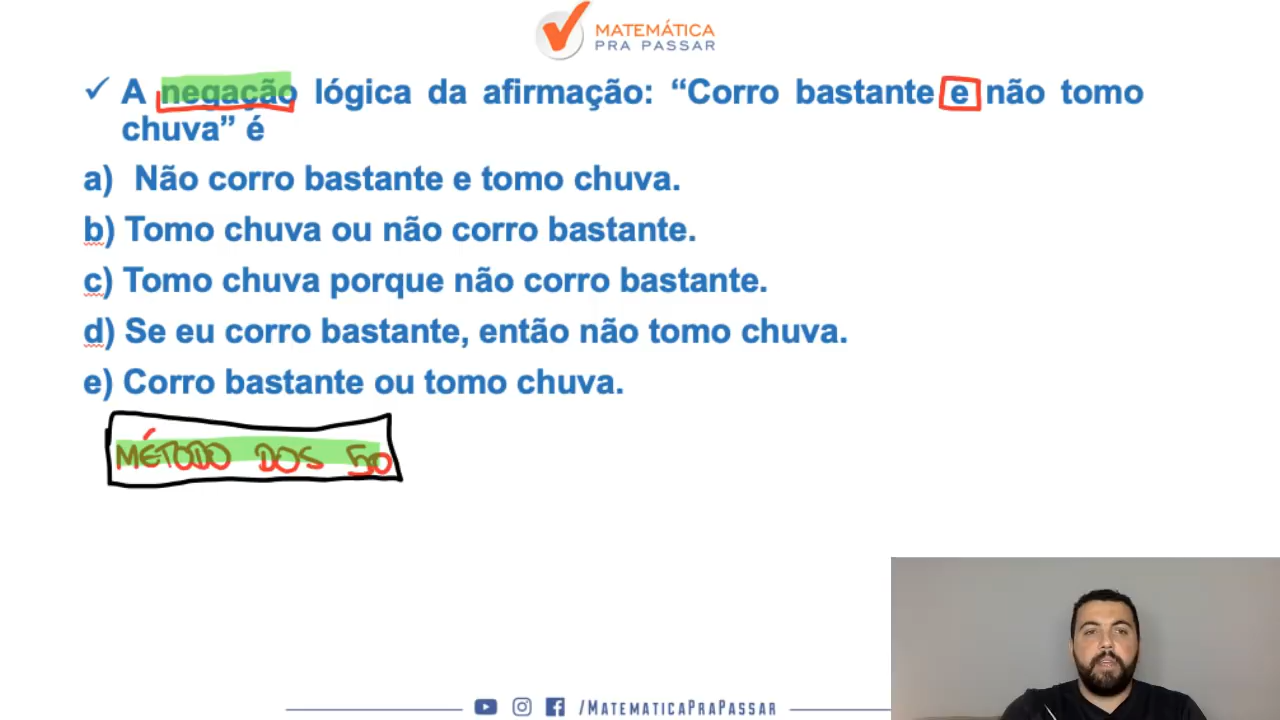 MATEMÁTICA
PRA PASSAR
✓ A negação lógica da afirmação: “Corro bastante e não tomo
chuva” é
a) Não corro bastante e tomo chuva.
b) Tomo chuva ou não corro bastante.
c) Tomo chuva porque não corro bastante.
d) Se eu corro bastante, então não tomo chuva.
e) Corro bastante ou tomo chuva.
MÉTODO DOS 50
/MATEMATICAPRAPASSAR